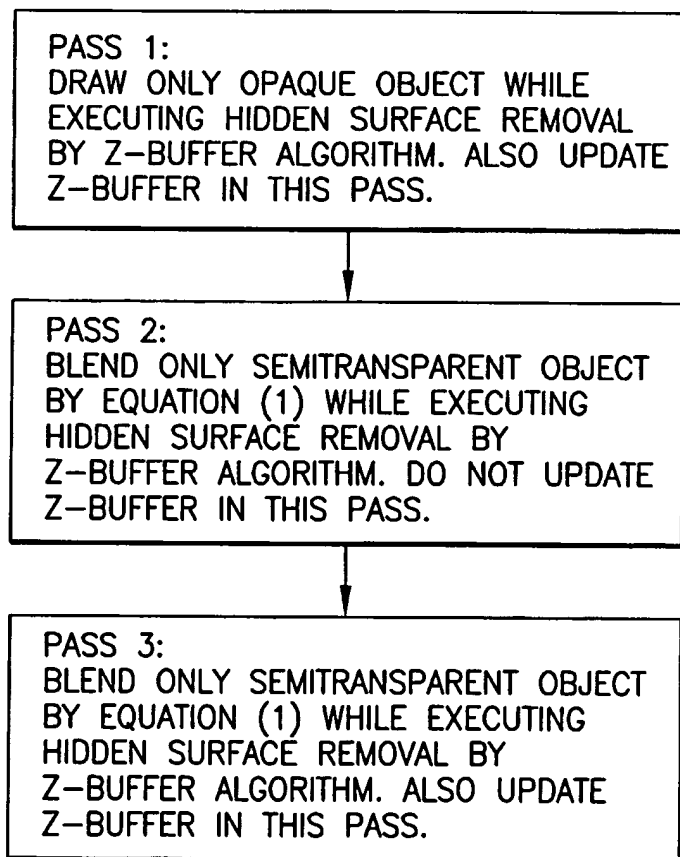 PASS 1:
DRAW ONLY OPAQUE OBJECT WHILE
EXECUTING HIDDEN SURFACE REMOVAL
BY Z-BUFFER ALGORITHM. ALSO UPDATE
Z-BUFFER IN THIS PASS.
PASS 2:
BLEND ONLY SEMITRANSPARENT OBJECT
BY EQUATION (1) WHILE EXECUTING
HIDDEN SURFACE REMOVAL BY
Z-BUFFER ALGORITHM. DO NOT UPDATE
Z-BUFFER IN THIS PASS.
PASS 3:
BLEND ONLY SEMITRANSPARENT OBJECT
BY EQUATION (1) WHILE EXECUTING
HIDDEN SURFACE REMOVAL BY
Z-BUFFER ALGORITHM. ALSO UPDATE
Z-BUFFER IN THIS PASS.